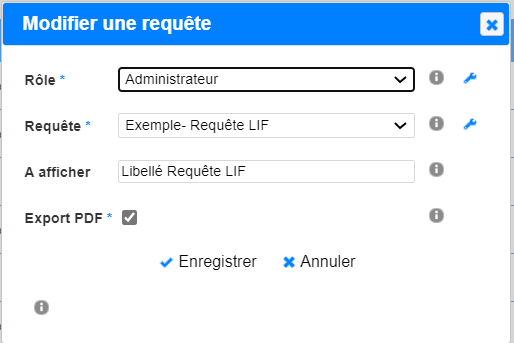 Modifier une requête
Rôle * Administrateur
Requête * Exemple- Requête LIF
A afficher Libellé Requête LIF
Export PDF *
Enregistrer Annuler